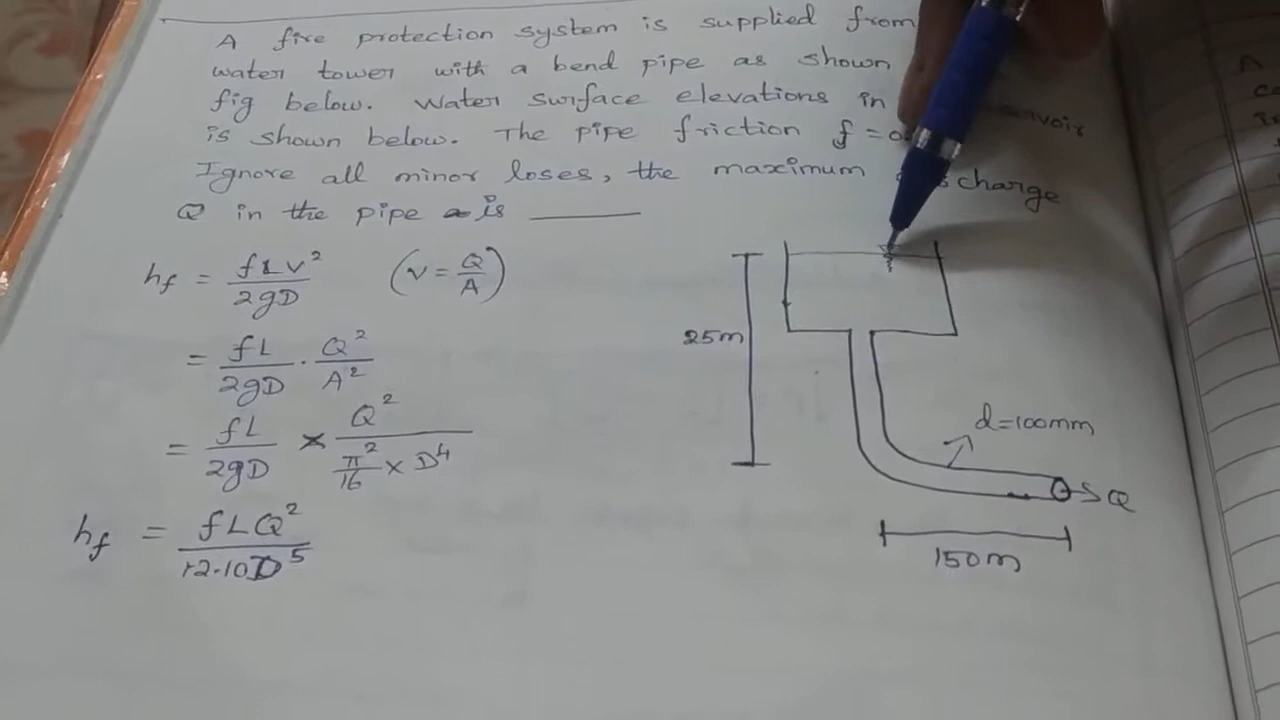 A fire protection system is supplied from
water tower with a bend pipe as shown
fig below. Water surface elevations in
is shown below. The pipe friction f = 0.
Ignore all minor loses, the maximum charge
Q in the pipe is
hf = fLv²/2gD (v = Q/A)
= fL/2gD · Q²/A²
= fL/2gD × Q²/(π²/16 × D⁴)
hf = fLQ²/12.10D⁵
25m
d=100mm
Q
150m